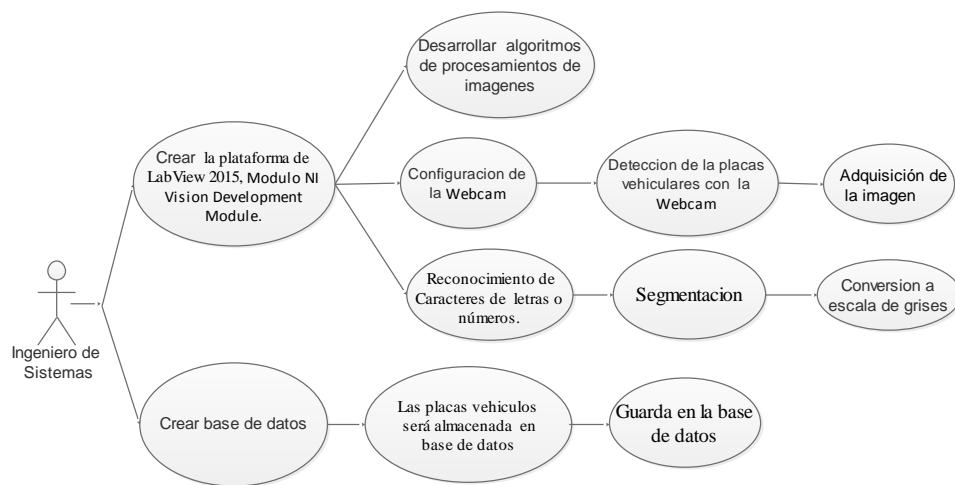 Desarrollar algoritmos
de procesamientos de
imagenes
Crear la plataforma de
LabView 2015, Modulo NI
Vision Development
Module.
Configuracion de
la Webcam
Deteccion de la placas
vehiculares con la
Webcam
Adquisición de
la imagen
Reconocimiento de
Caracteres de letras o
números.
Segmentacion
Conversion a
escala de grises
Ingeniero de
Sistemas
Crear base de datos
Las placas vehiculos
será almacenada en
base de datos
Guarda en la base
de datos